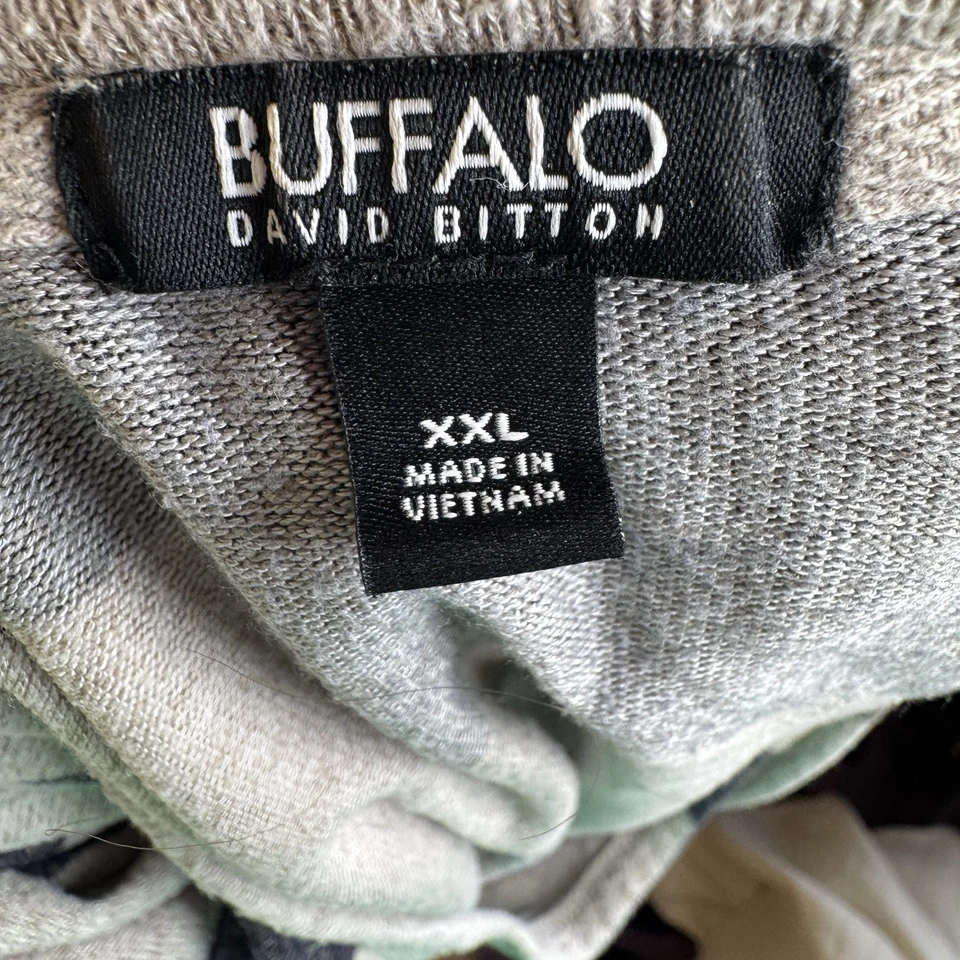 BUFFALO
DAVID BITTON
XXL
MADE IN
VIETNAM